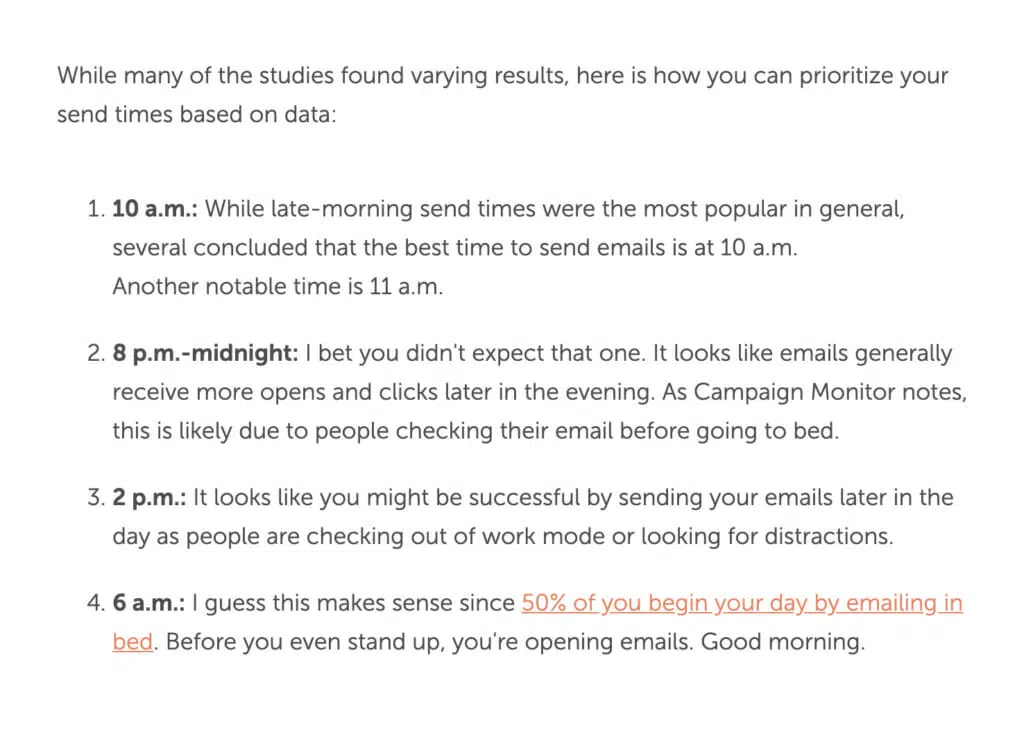 While many of the studies found varying results, here is how you can prioritize your
send times based on data:
1. 10 a.m.: While late-morning send times were the most popular in general,
several concluded that the best time to send emails is at 10 a.m.
Another notable time is 11 a.m.
2. 8 p.m.-midnight: I bet you didn't expect that one. It looks like emails generally
receive more opens and clicks later in the evening. As Campaign Monitor notes,
this is likely due to people checking their email before going to bed.
3. 2 p.m.: It looks like you might be successful by sending your emails later in the
day as people are checking out of work mode or looking for distractions.
4. 6 a.m.: I guess this makes sense since 50% of you begin your day by emailing in
bed. Before you even stand up, you're opening emails. Good morning.